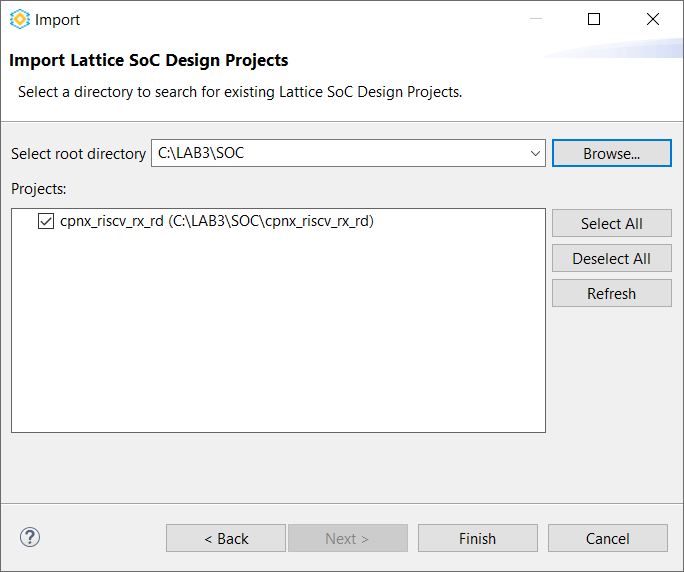 Import
Import Lattice SoC Design Projects
Select a directory to search for existing Lattice SoC Design Projects.
Select root directory C:\LAB3\SOC Browse...
Projects:
cpnx_riscv_rx_rd (C:\LAB3\SOC\cpnx_riscv_rx_rd)
Select All
Deselect All
Refresh
? < Back Next > Finish Cancel